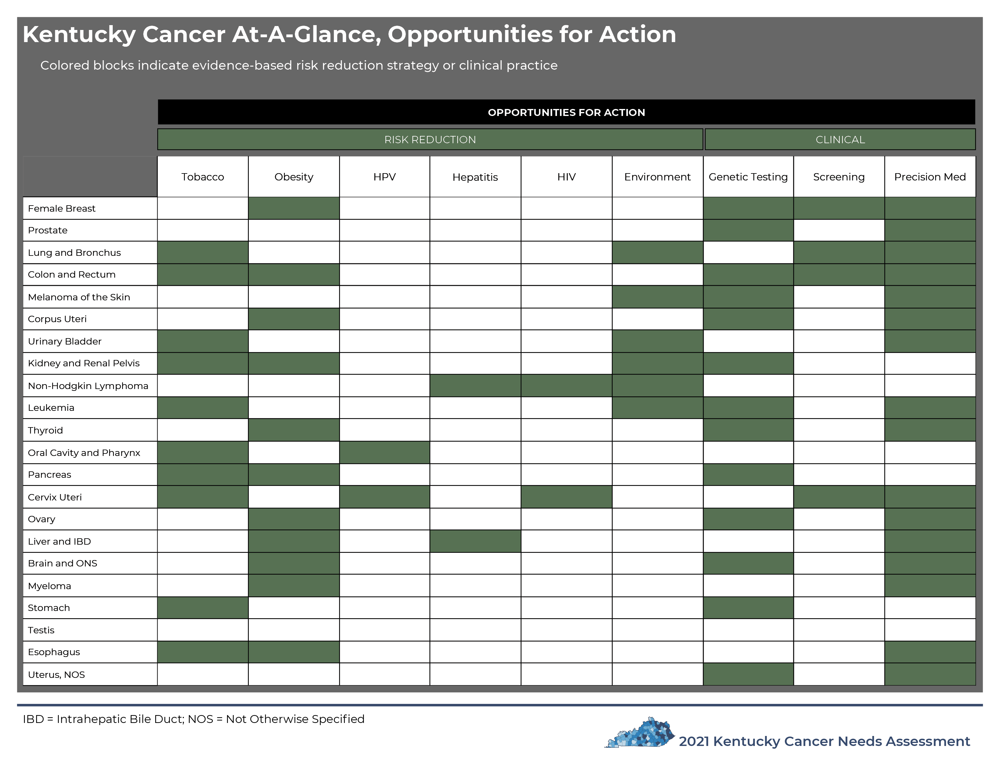 Kentucky Cancer At-A-Glance, Opportunities for Action
Colored blocks indicate evidence-based risk reduction strategy or clinical practice
OPPORTUNITIES FOR ACTION
RISK REDUCTION CLINICAL
Tobacco Obesity HPV Hepatitis HIV Environment Genetic Testing Screening Precision Med
Female Breast
Prostate
Lung and Bronchus
Colon and Rectum
Melanoma of the Skin
Corpus Uteri
Urinary Bladder
Kidney and Renal Pelvis
Non-Hodgkin Lymphoma
Leukemia
Thyroid
Oral Cavity and Pharynx
Pancreas
Cervix Uteri
Ovary
Liver and IBD
Brain and ONS
Myeloma
Stomach
Testis
Esophagus
Uterus, NOS
IBD = Intrahepatic Bile Duct; NOS = Not Otherwise Specified
2021 Kentucky Cancer Needs Assessment